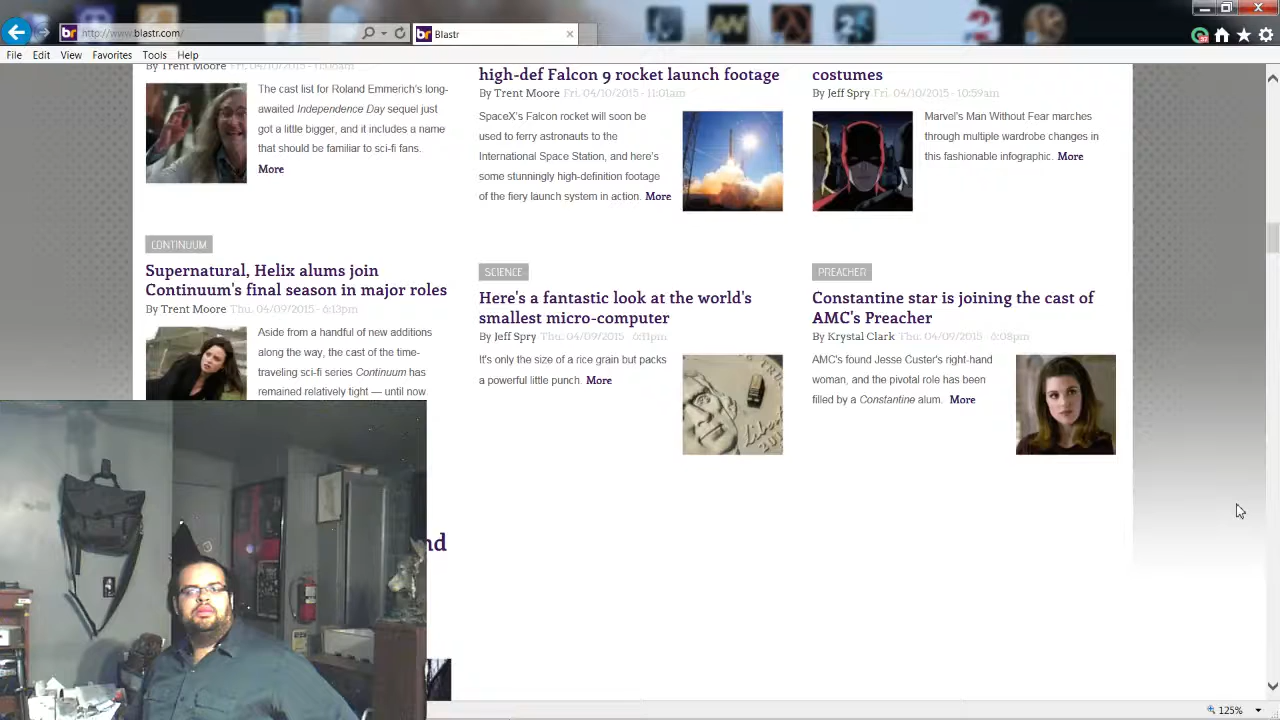 http://www.blastr.com/
Blastr
File Edit View Favorites Tools Help
By Trent Moore Fri, 04/10/2015 - 11:08am
The cast list for Roland Emmerich's long-
awaited Independence Day sequel just
got a little bigger, and it includes a name
that should be familiar to sci-fi fans.
More
high-def Falcon 9 rocket launch footage
By Trent Moore Fri, 04/10/2015 - 11:01am
SpaceX's Falcon rocket will soon be
used to ferry astronauts to the
International Space Station, and here's
some stunningly high-definition footage
of the fiery launch system in action. More
costumes
By Jeff Spry Fri, 04/10/2015 - 10:59am
Marvel's Man Without Fear marches
through multiple wardrobe changes in
this fashionable infographic. More
CONTINUUM
Supernatural, Helix alums join
Continuum's final season in major roles
By Trent Moore Thu, 04/09/2015 - 6:13pm
Aside from a handful of new additions
along the way, the cast of the time-
traveling sci-fi series Continuum has
remained relatively tight — until now
SCIENCE
Here's a fantastic look at the world's
smallest micro-computer
By Jeff Spry Thu, 04/09/2015 - 6:11pm
It's only the size of a rice grain but packs
a powerful little punch. More
PREACHER
Constantine star is joining the cast of
AMC's Preacher
By Krystal Clark Thu, 04/09/2015 - 6:08pm
AMC's found Jesse Custer's right-hand
woman, and the pivotal role has been
filled by a Constantine alum. More
nd
125%